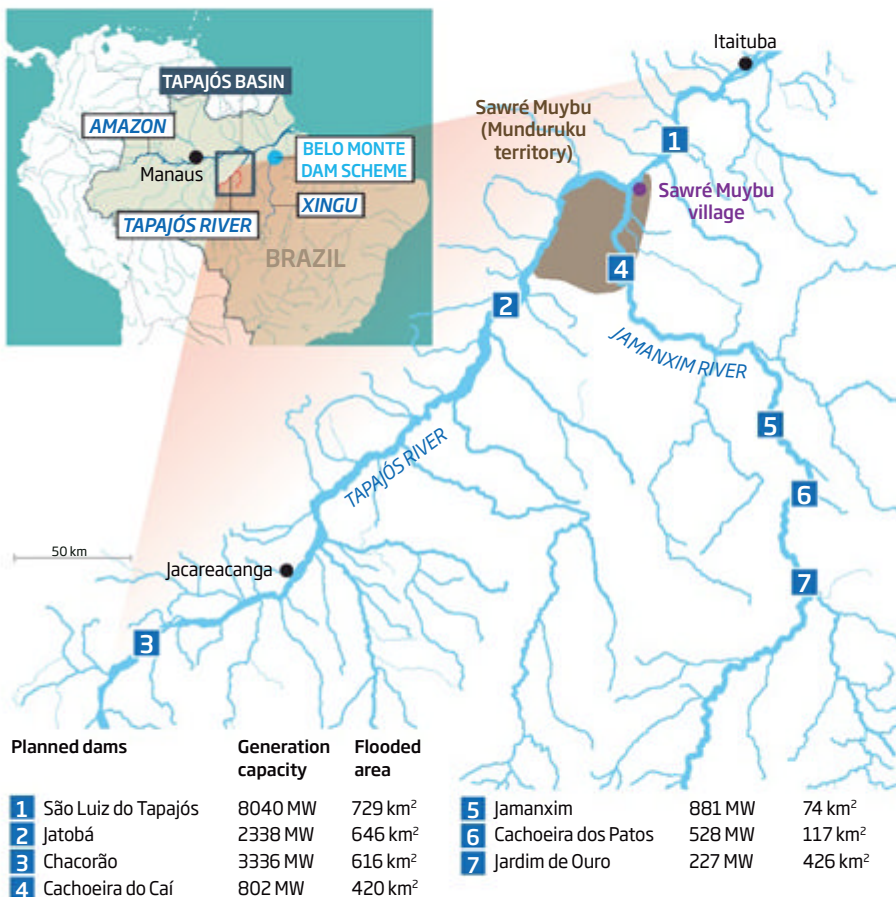 TAPAJÓS BASIN
AMAZON
Manaus
BELO MONTE
DAM SCHEME
TAPAJÓS RIVER
XINGU
BRAZIL
Itaituba
Sawré Muybu
(Munduruku
territory)
1
Sawré Muybu
village
4
2
JAMANXIM RIVER
5
TAPAJÓS RIVER
6
50 km
Jacareacanga
7
3
Planned dams Generation capacity Flooded area
1 São Luiz do Tapajós 8040 MW 729 km²
2 Jatobá 2338 MW 646 km²
3 Chacorão 3336 MW 616 km²
4 Cachoeira do Caí 802 MW 420 km²
5 Jamanxim 881 MW 74 km²
6 Cachoeira dos Patos 528 MW 117 km²
7 Jardim de Ouro 227 MW 426 km²